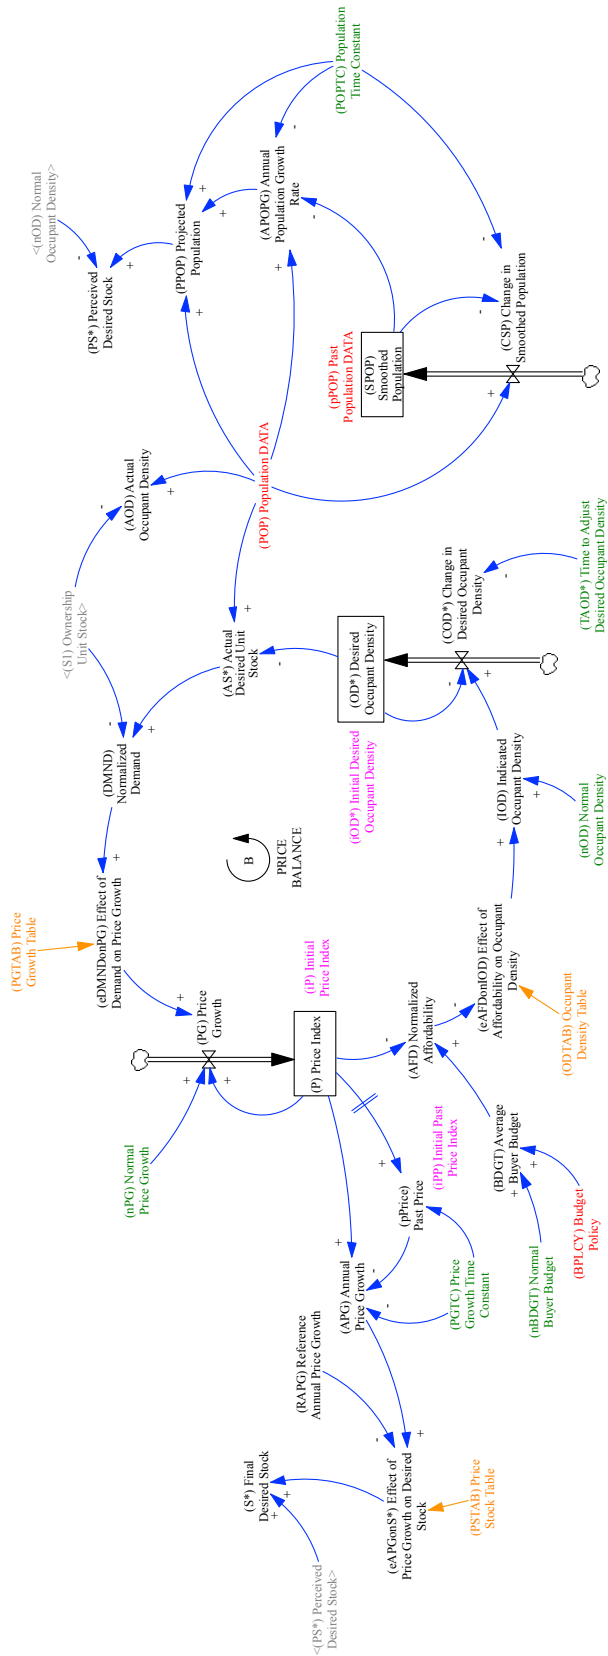 <(nOD) Normal
Occupant Density>
(POPTC) Population
Time Constant
(PS*) Perceived
Desired Stock
(PPOP) Projected
Population
(APOPG) Annual
Population Growth
Rate
(CSP) Change in
Smoothed Population
(pPOP) Past
Population DATA
(SPOP)
Smoothed
Population
(AOD) Actual
Occupant Density
(POP) Population DATA
<(S1) Ownership
Unit Stock>
(AS*) Actual
Desired Unit
Stock
(COD*) Change in
Desired Occupant
Density
(TAOD*) Time to Adjust
Desired Occupant Density
(OD*) Desired
Occupant Density
(iOD*) Initial Desired
Occupant Density
(DMND)
Normalized
Demand
(IOD) Indicated
Occupant Density
(nOD) Normal
Occupant Density
B
PRICE
BALANCE
(PGTAB) Price
Growth Table
(eDMNDonPG) Effect of
Demand on Price Growth
(eAFDonIOD) Effect of
Affordability on Occupant
Density
(ODTAB) Occupant
Density Table
(PG) Price
Growth
(iP) Initial
Price Index
(P) Price Index
(AFD) Normalized
Affordability
(nPG) Normal
Price Growth
(iPP) Initial Past
Price Index
(BDGT) Average
Buyer Budget
(BPLCY) Budget
Policy
(nBDGT) Normal
Buyer Budget
(pPrice)
Past Price
(PGTC) Price
Growth Time
Constant
(APG) Annual
Price Growth
(RAPG) Reference
Annual Price Growth
(S*) Final
Desired Stock
(eAPGonS*) Effect of
Price Growth on Desired
Stock
(PSTAB) Price
Stock Table
<(PS*) Perceived
Desired Stock>